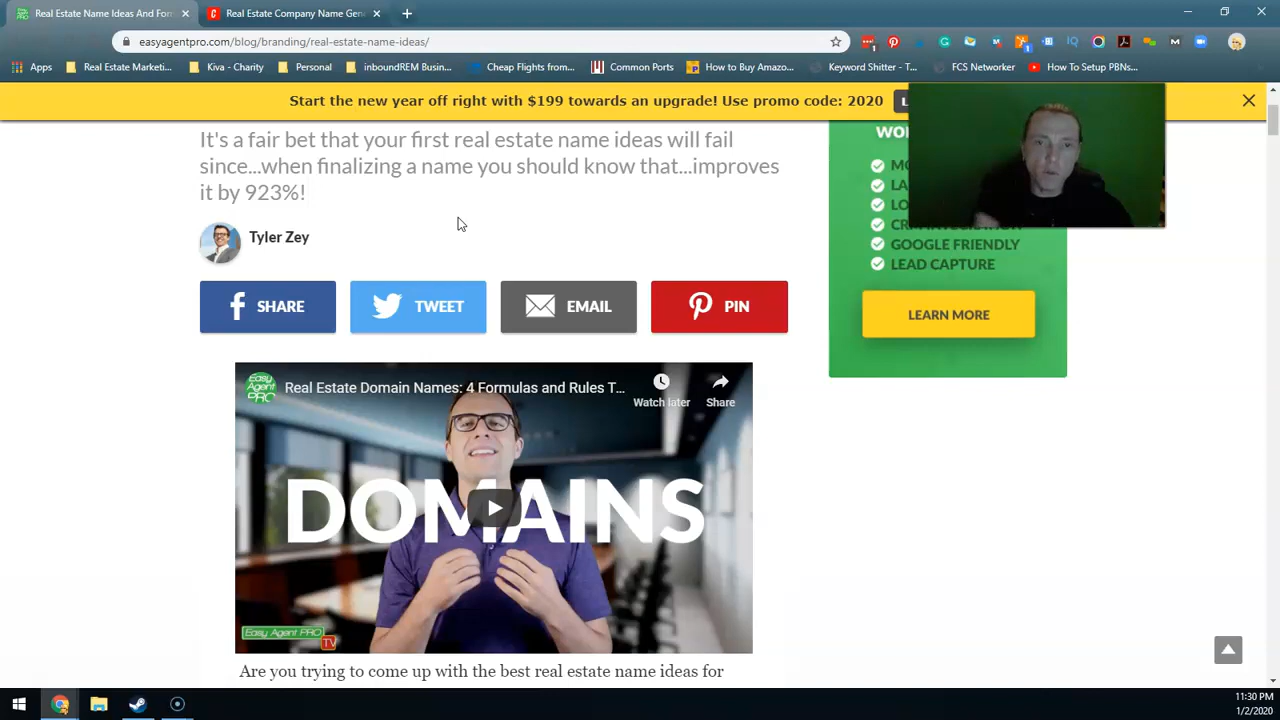 Real Estate Name Ideas And For
Real Estate Company Name Gen
easyagentpro.com/blog/branding/real-estate-name-ideas/
Apps
Real Estate Marketi...
Kiva - Charity
Personal
inboundREM Busin...
Cheap Flights from...
Common Ports
How to Buy Amazo...
Keyword Shitter - T...
FCS Networker
How To Setup PBNs...
Start the new year off right with $199 towards an upgrade! Use promo code: 2020
It's a fair bet that your first real estate name ideas will fail
since...when finalizing a name you should know that...improves
it by 923%!
Tyler Zey
SHARE
TWEET
EMAIL
PIN
GOOGLE FRIENDLY
LEAD CAPTURE
LEARN MORE
Real Estate Domain Names: 4 Formulas and Rules T...
Watch later
Share
Easy
Agent
PRO
DOMAINS
Easy Agent PRO
TV
Are you trying to come up with the best real estate name ideas for
11:30 PM
1/2/2020